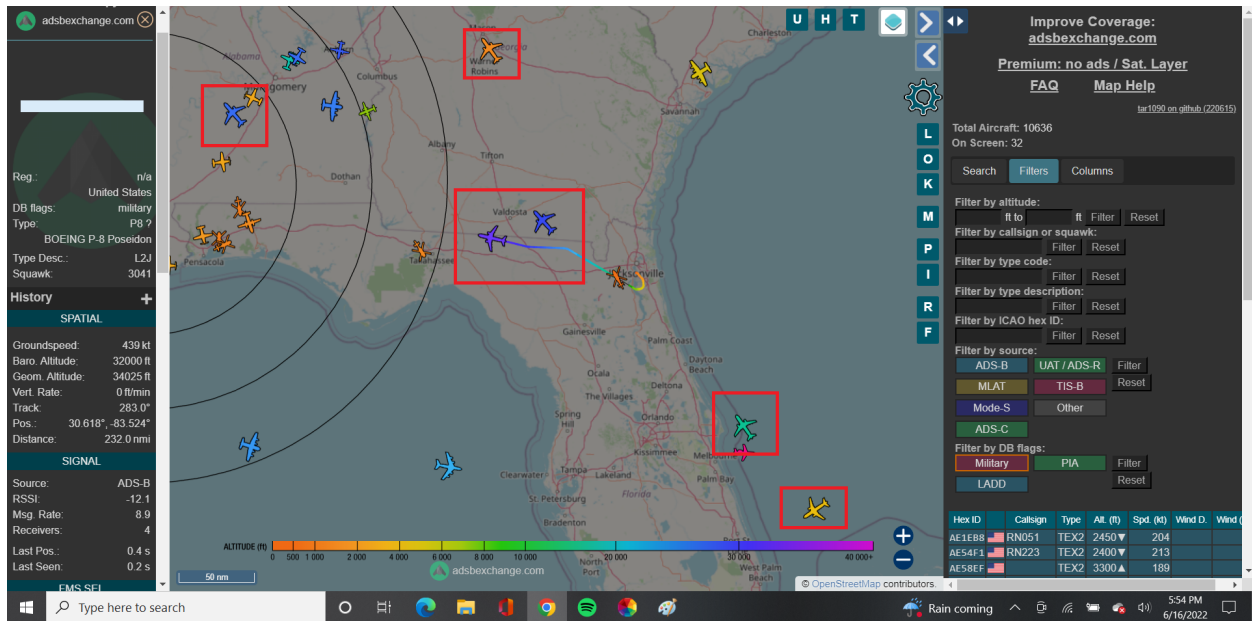 adsbexchange.com
Reg.: n/a
United States
DB flags: military
Type: P8 ?
BOEING P-8 Poseidon
Type Desc.: L2J
Squawk: 3041
History +
SPATIAL
Groundspeed: 439 kt
Baro. Altitude: 32000 ft
Geom. Altitude: 34025 ft
Vert. Rate: 0 ft/min
Track: 283.0°
Pos.: 30.618°, -83.524°
Distance: 232.0 nmi
SIGNAL
Source: ADS-B
RSSI: -12.1
Msg. Rate: 8.9
Receivers: 4
Last Pos.: 0.4 s
Last Seen: 0.2 s
FMS SEL
Charleston
Macon
Georgia
Warner
Robins
Alabama
Columbus
Montgomery
Savannah
Albany
Tifton
Dothan
Valdosta
Pensacola
Tallahassee
Jacksonville
Gainesville
Palm Coast
Daytona
Beach
Ocala
Deltona
The Villages
Spring
Hill
Orlando
Kissimmee
Melbourne
Clearwater
Tampa
Lakeland
Palm Bay
St. Petersburg
Florida
Bradenton
North
Port
Port St.
West Palm
Beach
ALTITUDE (ft)
0 500 1 000 2 000 4 000 6 000 8 000 10 000 20 000 30 000 40 000+
adsbexchange.com
50 nm
© OpenStreetMap contributors.
U H T
L
O
K
M
P
I
R
F
Improve Coverage:
adsbexchange.com
Premium: no ads / Sat. Layer
FAQ Map Help
tar1090 on github (220615)
Total Aircraft: 10636
On Screen: 32
Search Filters Columns
Filter by altitude:
ft to ft Filter Reset
Filter by callsign or squawk:
Filter Reset
Filter by type code:
Filter Reset
Filter by type description:
Filter Reset
Filter by ICAO hex ID:
Filter Reset
Filter by source:
ADS-B UAT / ADS-R Filter
MLAT TIS-B Reset
Mode-S Other
ADS-C
Filter by DB flags:
Military PIA Filter
LADD Reset
Hex ID Callsign Type Alt. (ft) Spd. (kt) Wind D. Wind (
AE1EB8 RN051 TEX2 2450▼ 204
AE54F1 RN223 TEX2 2400▼ 213
AE58EF TEX2 3300▲ 189
Type here to search
Rain coming
5:54 PM
6/16/2022